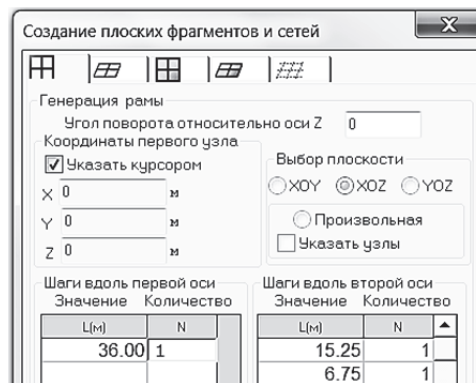 Создание плоских фрагментов и сетей
Генерация рамы
Угол поворота относительно оси Z 0
Координаты первого узла
Указать курсором
X 0 м
Y 0 м
Z 0 м
Выбор плоскости
XOY XOZ YOZ
Произвольная
Указать узлы
Шаги вдоль первой оси
Значение Количество
L(м) N
36.00 1
Шаги вдоль второй оси
Значение Количество
L(м) N
15.25 1
6.75 1